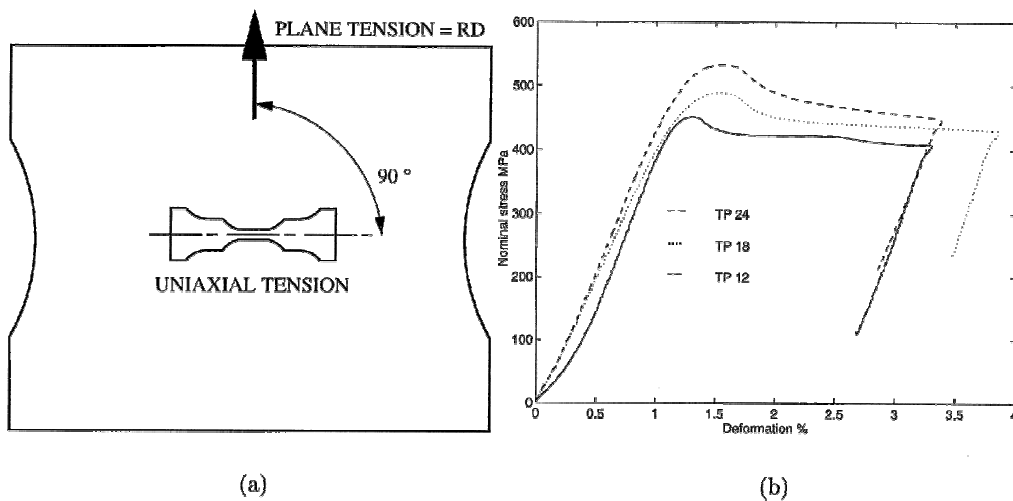 PLANE TENSION = RD
90 °
UNIAXIAL TENSION
(a)
600
500
400
300
200
100
0
Nominal stress MPa
TP 24
TP 18
TP 12
0
0.5
1
1.5
2
2.5
3
3.5
4
Deformation %
(b)